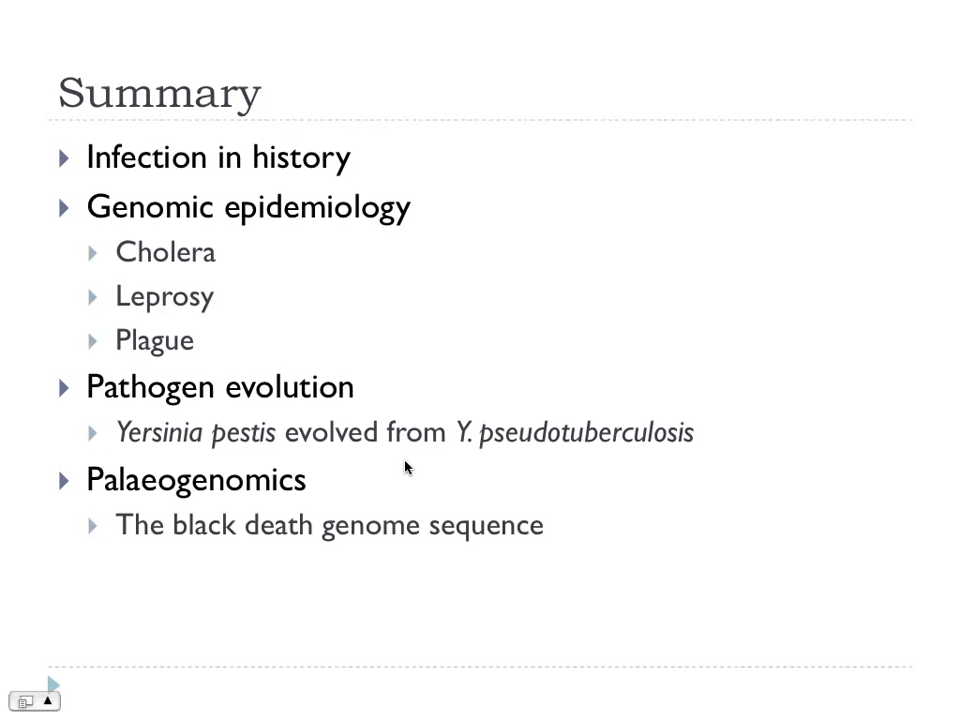 Summary
Infection in history
Genomic epidemiology
Cholera
Leprosy
Plague
Pathogen evolution
Yersinia pestis evolved from Y. pseudotuberculosis
Palaeogenomics
The black death genome sequence